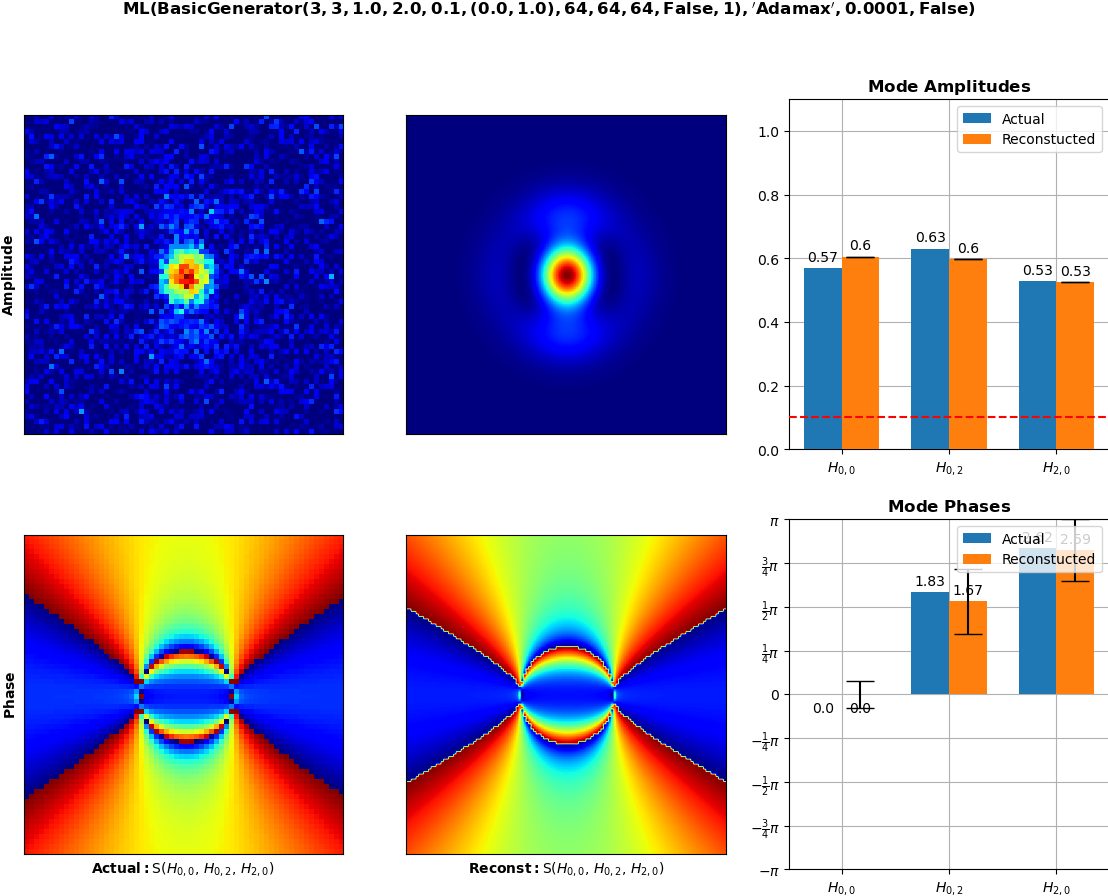 ML(BasicGenerator(3, 3, 1.0, 2.0, 0.1, (0.0, 1.0), 64, 64, 64, False, 1), ′Adamax′, 0.0001, False)
Amplitude
Mode Amplitudes
Actual
Reconstucted
1.0
0.8
0.6
0.4
0.2
0.0
0.57
0.6
0.63
0.6
0.53
0.53
H0,0
H0,2
H2,0
Phase
Actual: S(H0,0, H0,2, H2,0)
Reconst: S(H0,0, H0,2, H2,0)
Mode Phases
Actual
Reconstucted
π
3/4π
1/2π
1/4π
0
−1/4π
−1/2π
−3/4π
−π
0.0
0.0
1.83
1.67
2.59
H0,0
H0,2
H2,0